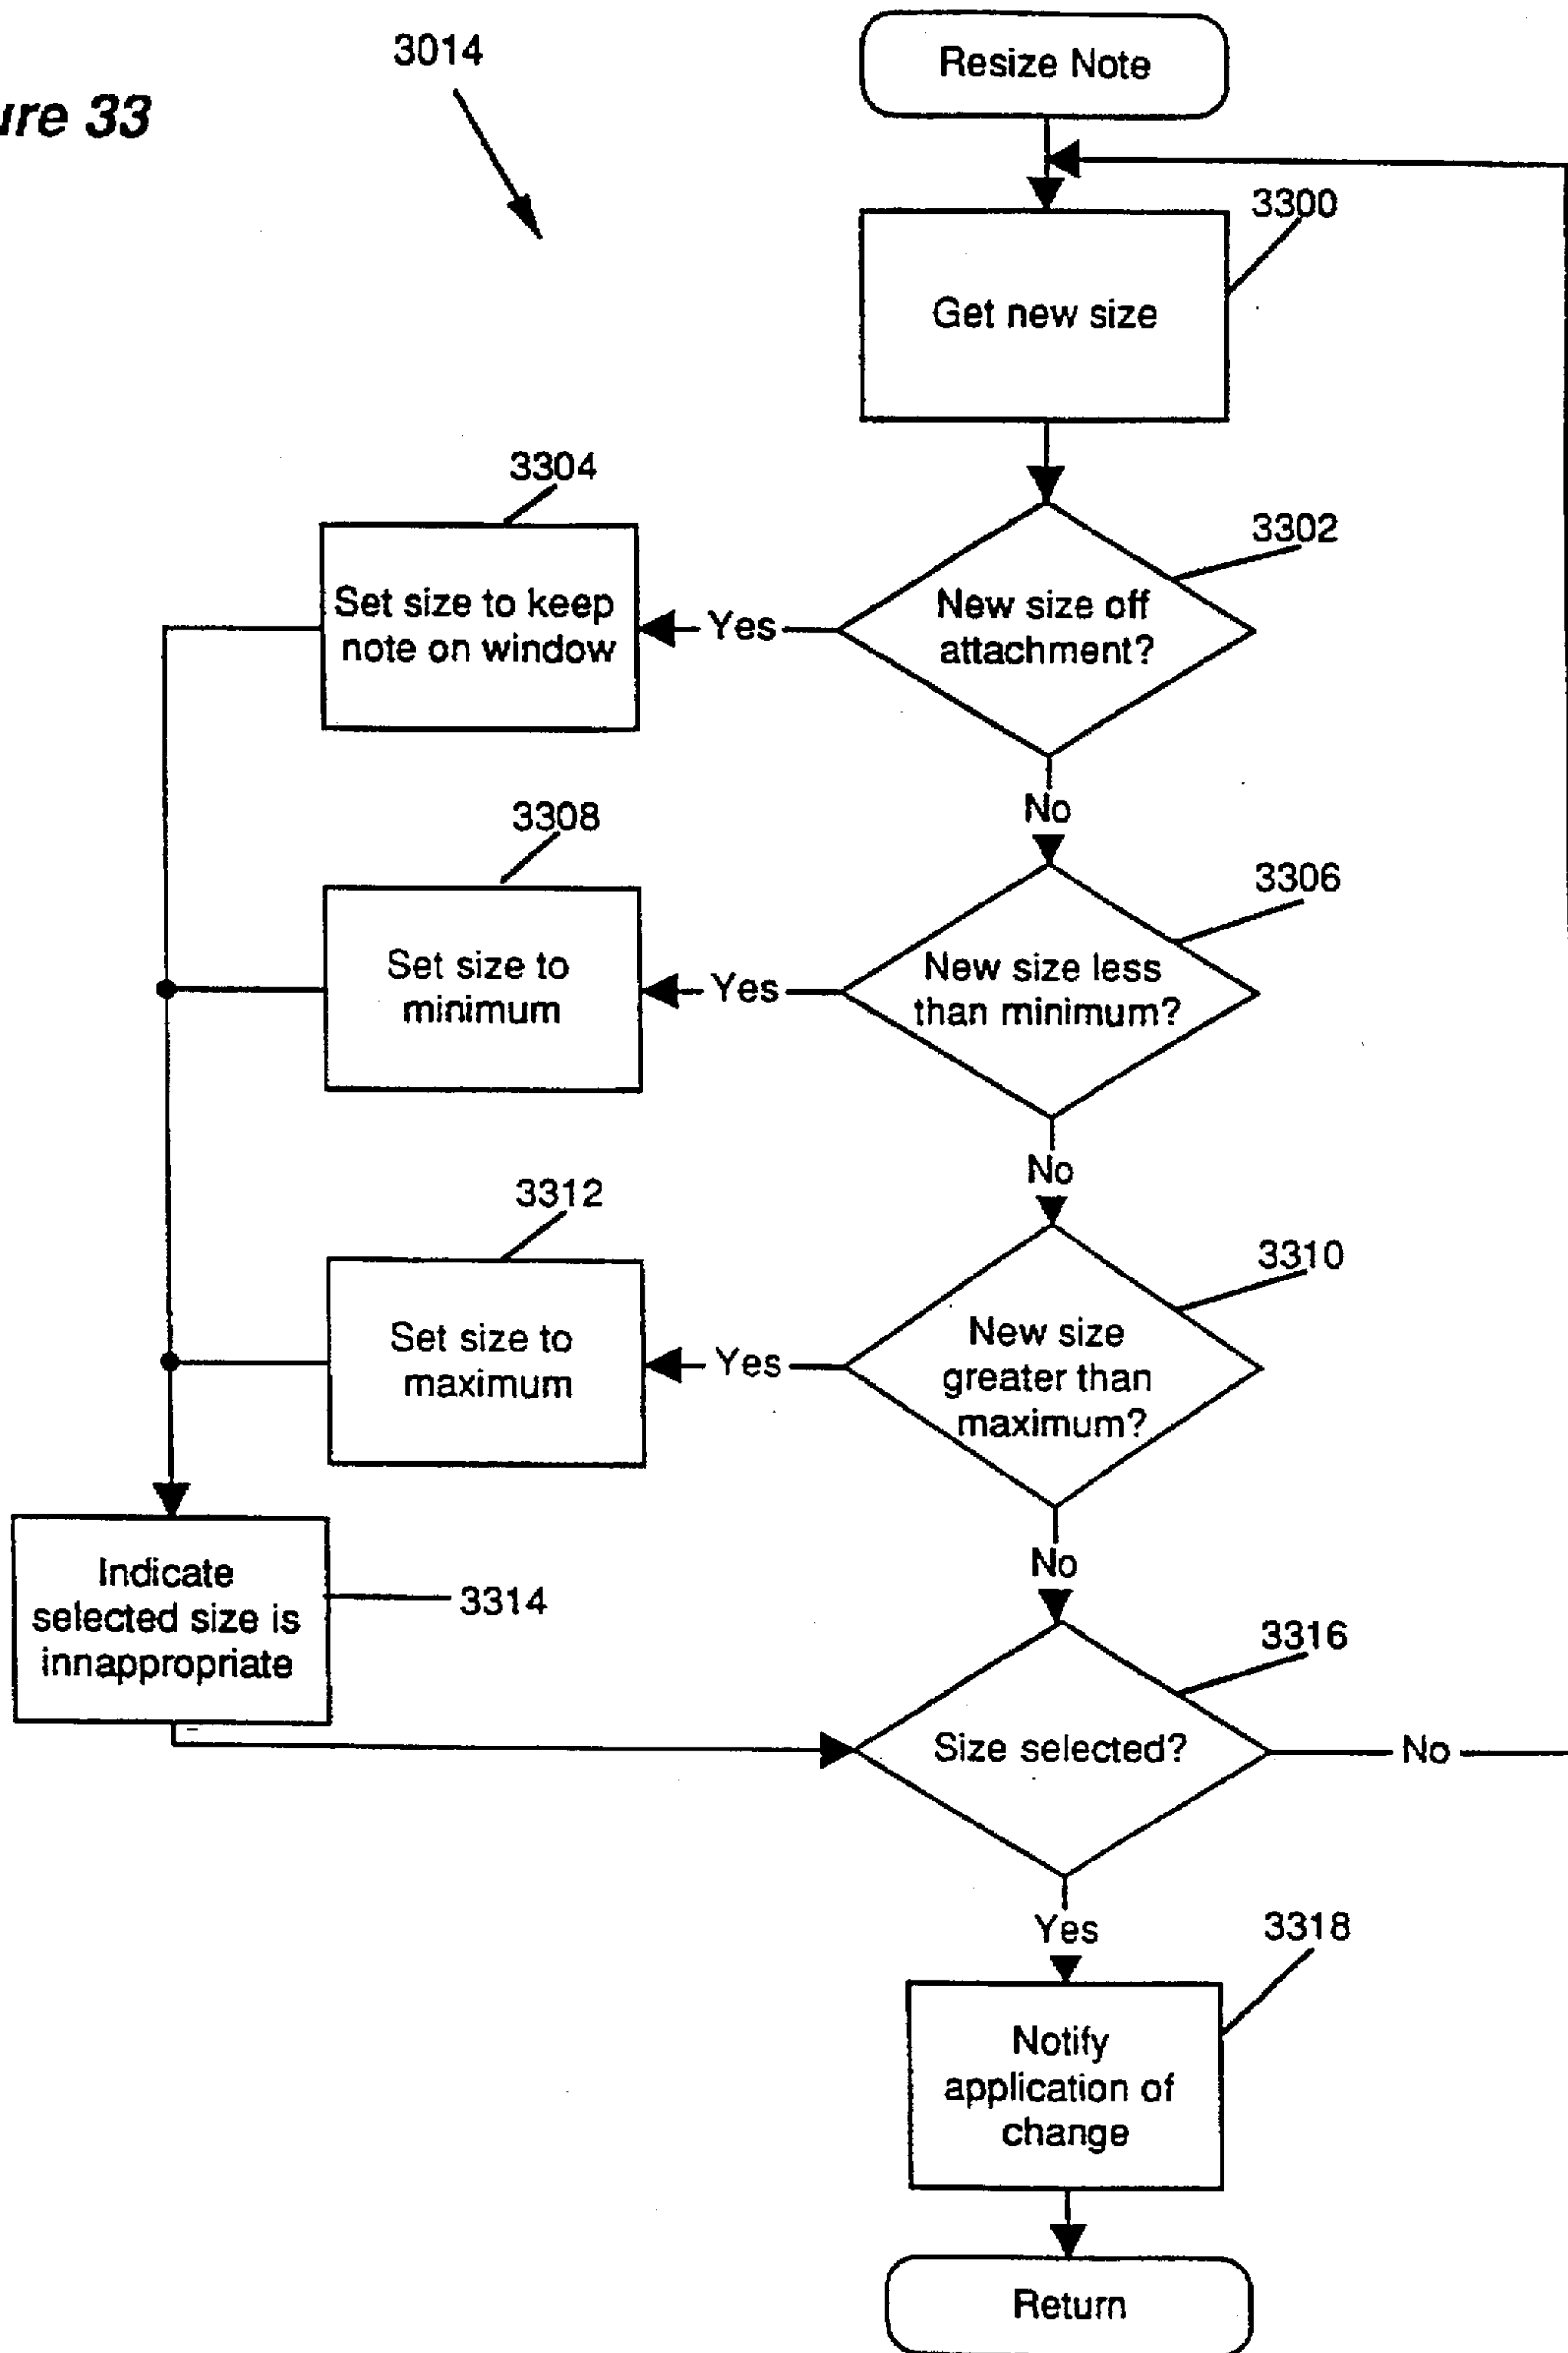 3014
Resize Note
ure 33
3300
Get new size
3304
3302
Set size to keep
note on window
Yes
New size off
attachment?
No
3308
3306
Set size to
minimum
Yes
New size less
than minimum?
No
3312
3310
Set size to
maximum
Yes
New size
greater than
maximum?
No
Indicate
selected size is
innappropriate
3314
3316
Size selected?
No
Yes
3318
Notify
application of
change
Return